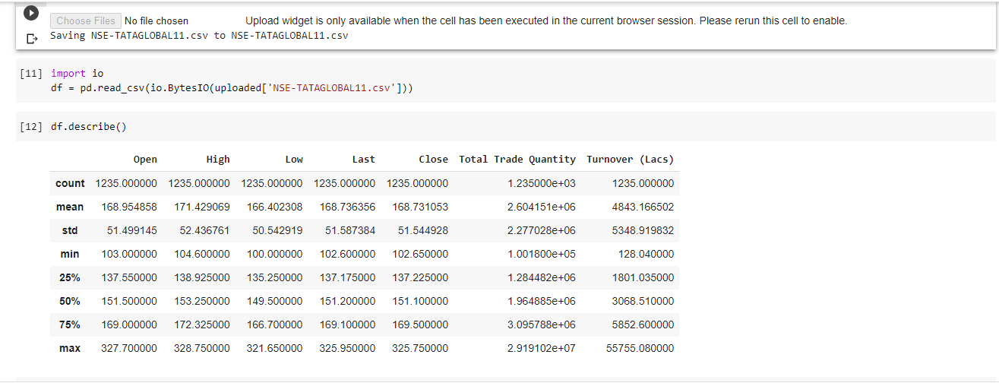 Choose Files No file chosen Upload widget is only available when the cell has been executed in the current browser session. Please rerun this cell to enable.
Saving NSE-TATAGLOBAL11.csv to NSE-TATAGLOBAL11.csv
[11] import io
df = pd.read_csv(io.BytesIO(uploaded['NSE-TATAGLOBAL11.csv']))
[12] df.describe()
Open High Low Last Close Total Trade Quantity Turnover (Lacs)
count 1235.000000 1235.000000 1235.000000 1235.000000 1235.000000 1.235000e+03 1235.000000
mean 168.954858 171.429069 166.402308 168.736356 168.731053 2.604151e+06 4843.166502
std 51.499145 52.436761 50.542919 51.587384 51.544928 2.277028e+06 5348.919832
min 103.000000 104.600000 100.000000 102.600000 102.650000 1.001800e+05 128.040000
25% 137.550000 138.925000 135.250000 137.175000 137.225000 1.284482e+06 1801.035000
50% 151.500000 153.250000 149.500000 151.200000 151.100000 1.964885e+06 3068.510000
75% 169.000000 172.325000 166.700000 169.100000 169.500000 3.095788e+06 5852.600000
max 327.700000 328.750000 321.650000 325.950000 325.750000 2.919102e+07 55755.080000